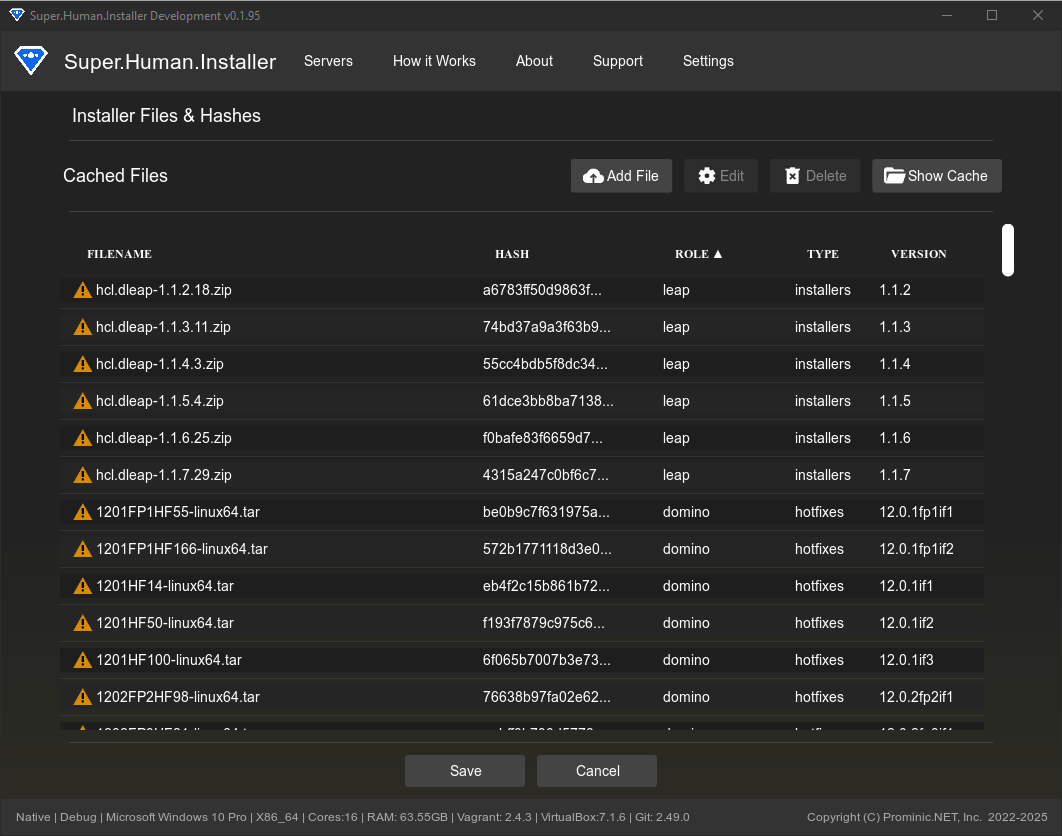 Super.Human.Installer Development v0.1.95
Super.Human.Installer Servers How it Works About Support Settings
Installer Files & Hashes
Cached Files Add File Edit Delete Show Cache
FILENAME HASH ROLE ▲ TYPE VERSION
hcl.dleap-1.1.2.18.zip a6783ff50d9863f... leap installers 1.1.2
hcl.dleap-1.1.3.11.zip 74bd37a9a3f63b9... leap installers 1.1.3
hcl.dleap-1.1.4.3.zip 55cc4bdb5f8dc34... leap installers 1.1.4
hcl.dleap-1.1.5.4.zip 61dce3bb8ba7138... leap installers 1.1.5
hcl.dleap-1.1.6.25.zip f0bafe83f6659d7... leap installers 1.1.6
hcl.dleap-1.1.7.29.zip 4315a247c0bf6c7... leap installers 1.1.7
1201FP1HF55-linux64.tar be0b9c7f631975a... domino hotfixes 12.0.1fp1if1
1201FP1HF166-linux64.tar 572b1771118d3e0... domino hotfixes 12.0.1fp1if2
1201HF14-linux64.tar eb4f2c15b861b72... domino hotfixes 12.0.1if1
1201HF50-linux64.tar f193f7879c975c6... domino hotfixes 12.0.1if2
1201HF100-linux64.tar 6f065b7007b3e73... domino hotfixes 12.0.1if3
1202FP2HF98-linux64.tar 76638b97fa02e62... domino hotfixes 12.0.2fp2if1
Save Cancel
Native | Debug | Microsoft Windows 10 Pro | X86_64 | Cores:16 | RAM: 63.55GB | Vagrant: 2.4.3 | VirtualBox:7.1.6 | Git: 2.49.0 Copyright (C) Prominic.NET, Inc. 2022-2025